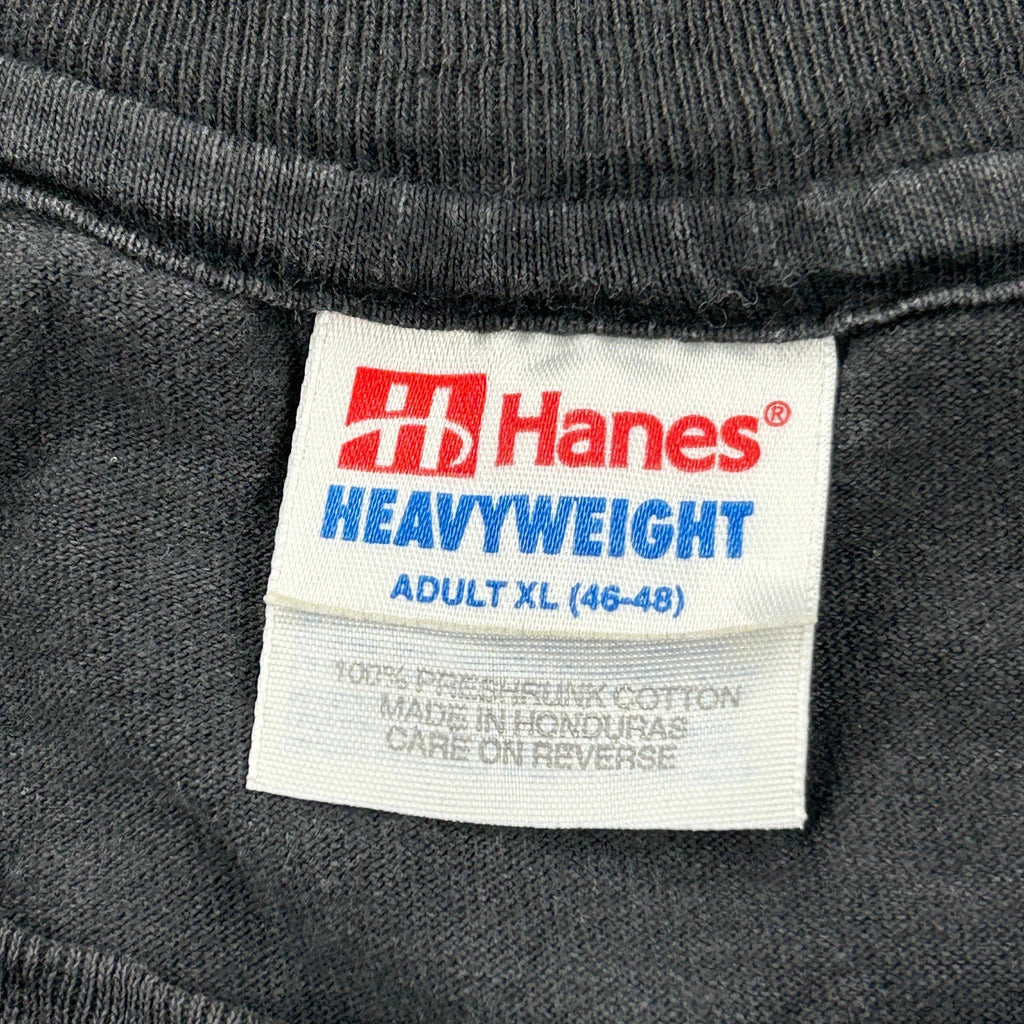 H Hanes®
HEAVYWEIGHT
ADULT XL (46-48)
100% PRESHRUNK COTTON
MADE IN HONDURAS
CARE ON REVERSE